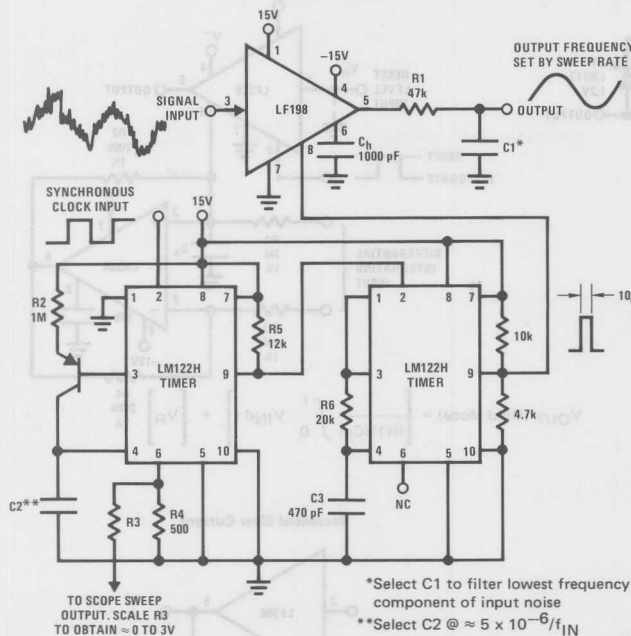 15V
-15V
OUTPUT FREQUENCY
SET BY SWEEP RATE
1
4
R1
47k
SIGNAL
INPUT
3
LF198
5
OUTPUT
6
8
Ch
1000 pF
C1*
7
SYNCHRONOUS
CLOCK INPUT
15V
R2
1M
1
2
8
7
R5
12k
LM122H
TIMER
3
9
4
6
5
10
C2**
R3
R4
500
1
2
8
7
10k
10
LM122H
TIMER
3
9
R6
20k
4.7k
4
6
5
10
C3
470 pF
NC
TO SCOPE SWEEP
OUTPUT. SCALE R3
TO OBTAIN ≈ 0 TO 3V
*Select C1 to filter lowest frequency
component of input noise
**Select C2 @ ≈ 5 x 10⁻⁶/fIN